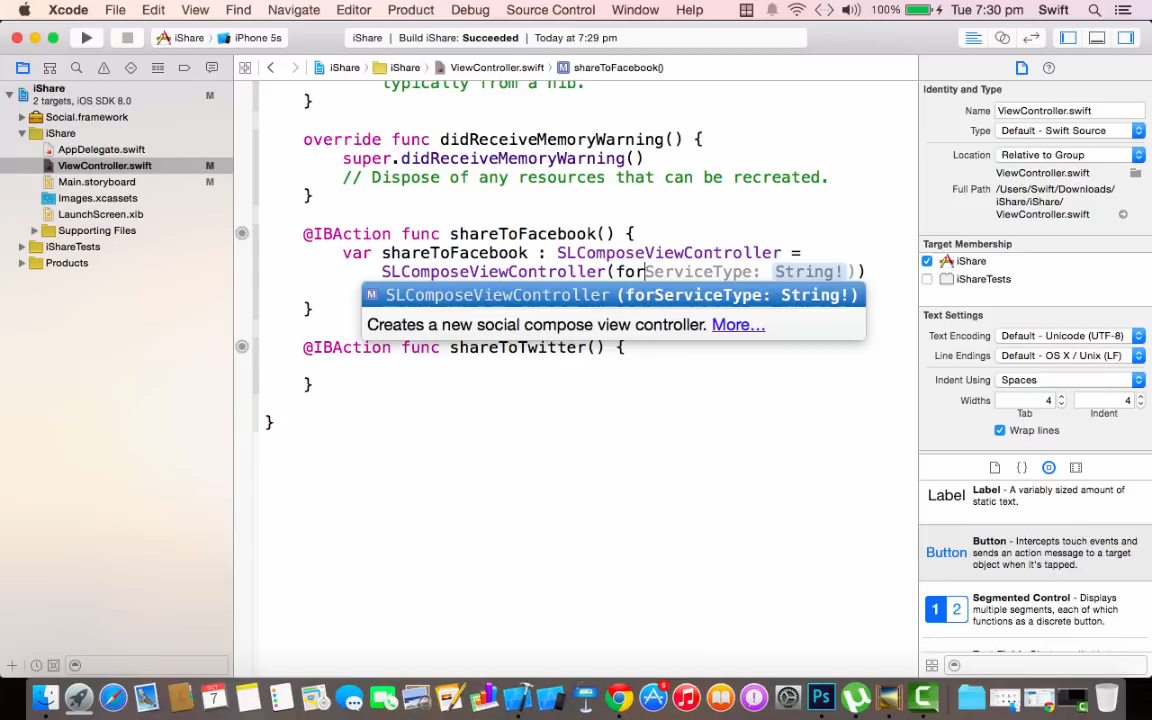 Xcode File Edit View Find Navigate Editor Product Debug Source Control Window Help 100% Tue 7:30 pm Swift
iShare iPhone 5s iShare | Build iShare: Succeeded | Today at 7:29 pm
iShare iShare ViewController.swift M shareToFacebook()
iShare M
2 targets, iOS SDK 8.0
Social.framework
iShare
AppDelegate.swift
ViewController.swift M
Main.storyboard M
Images.xcassets
LaunchScreen.xib
Supporting Files
iShareTests
Products
typically from a nib.
}
override func didReceiveMemoryWarning() {
super.didReceiveMemoryWarning()
// Dispose of any resources that can be recreated.
}
@IBAction func shareToFacebook() {
var shareToFacebook : SLComposeViewController =
SLComposeViewController(forServiceType: String!))
M SLComposeViewController (forServiceType: String!)
Creates a new social compose view controller. More...
}
@IBAction func shareToTwitter() {
}
}
Identity and Type
Name ViewController.swift
Type Default - Swift Source
Location Relative to Group
ViewController.swift
Full Path /Users/Swift/Downloads/
iShare/iShare/
ViewController.swift
Target Membership
iShare
iShareTests
Text Settings
Text Encoding Default - Unicode (UTF-8)
Line Endings Default - OS X / Unix (LF)
Indent Using Spaces
Widths 4 4
Tab Indent
Wrap lines
Label Label - A variably sized amount of
static text.
Button Button - Intercepts touch events and
sends an action message to a target
object when it's tapped.
1 2 Segmented Control - Displays
multiple segments, each of which
functions as a discrete button.
7
Ps